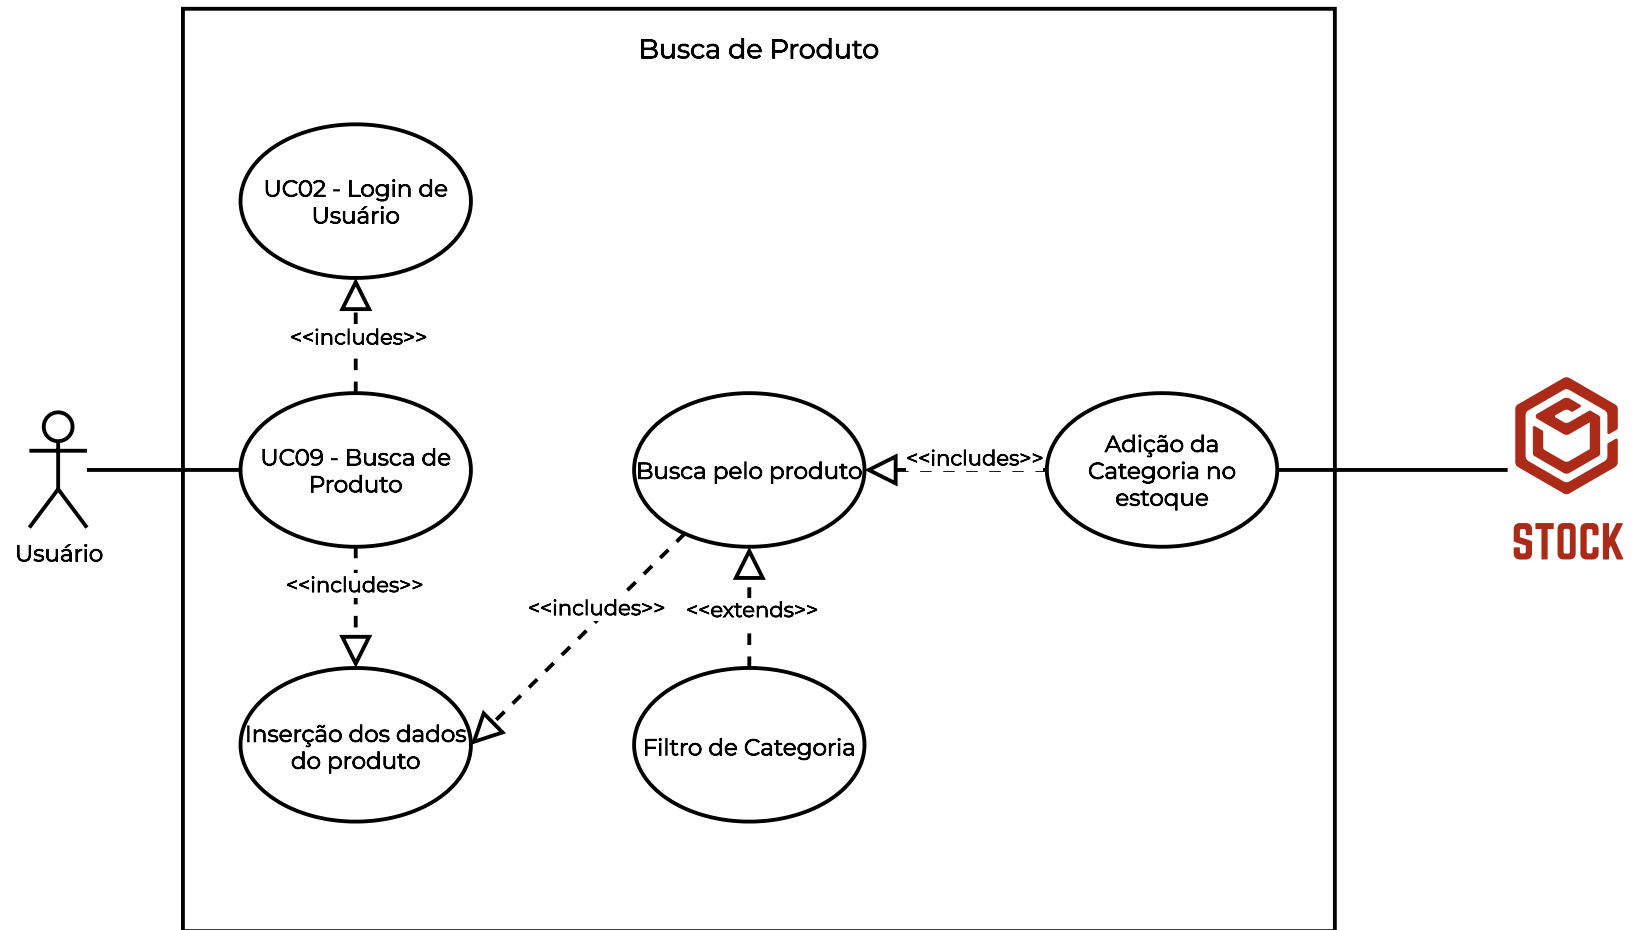 Busca de Produto
UC02 - Login de
Usuário
<<includes>>
UC09 - Busca de
Produto
Usuário
<<includes>>
Inserção dos dados
do produto
Busca pelo produto
<<includes>>
<<extends>>
Filtro de Categoria
<<includes>>
Adição da
Categoria no
estoque
STOCK